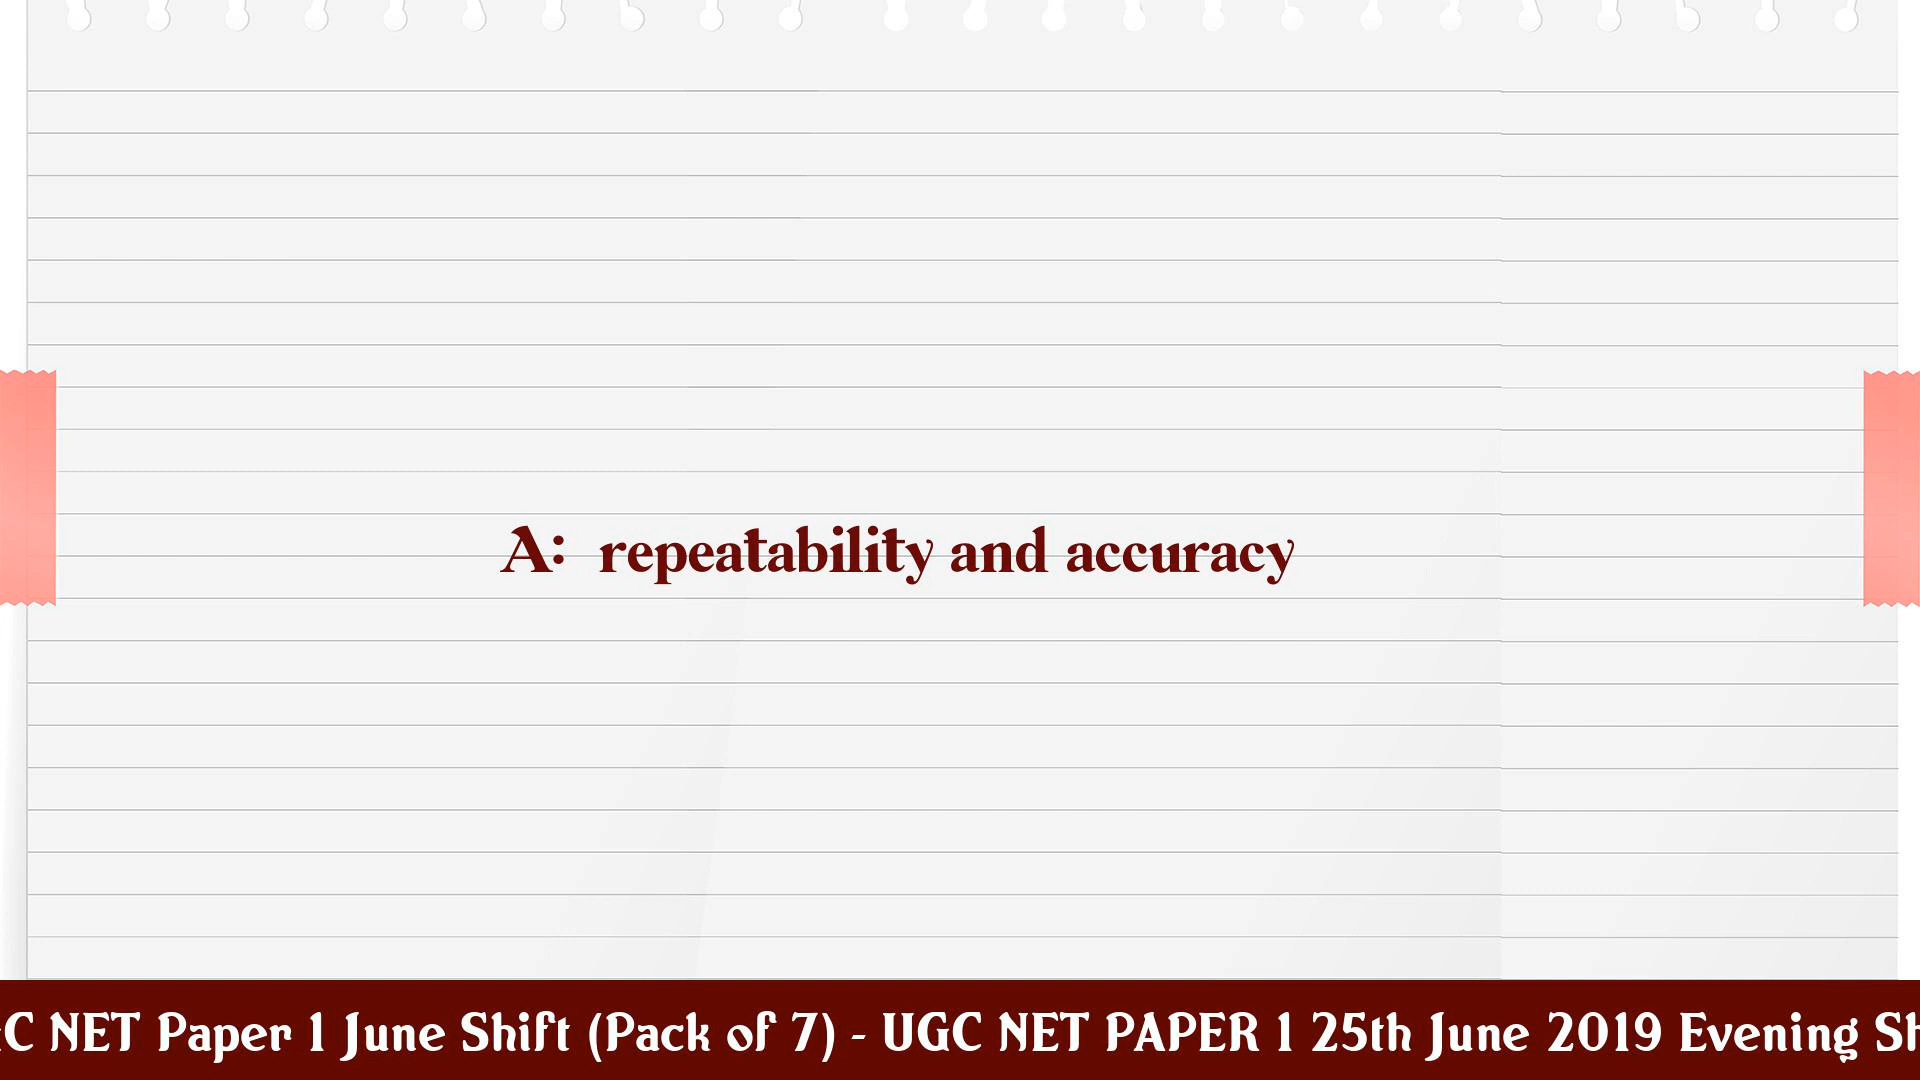 A: repeatability and accuracy
C NET Paper 1 June Shift (Pack of 7) - UGC NET PAPER 1 25th June 2019 Evening Sh